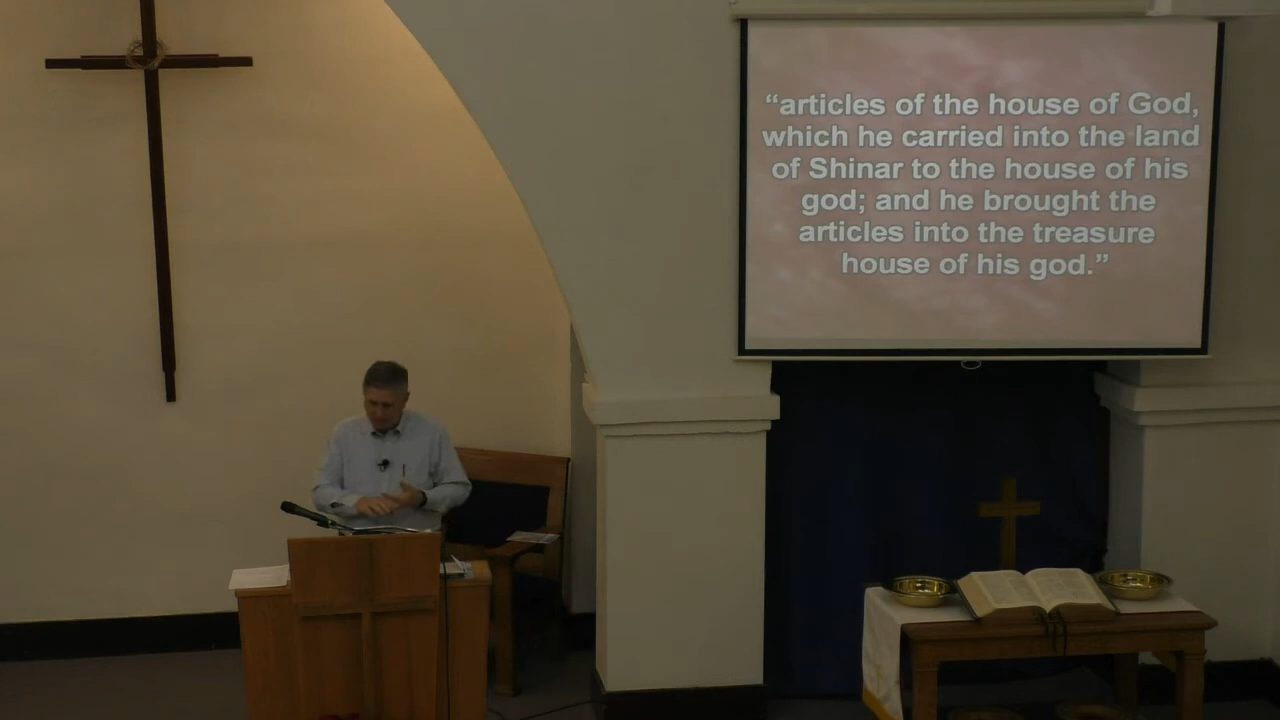 “articles of the house of God,
which he carried into the land
of Shinar to the house of his
god; and he brought the
articles into the treasure
house of his god.”